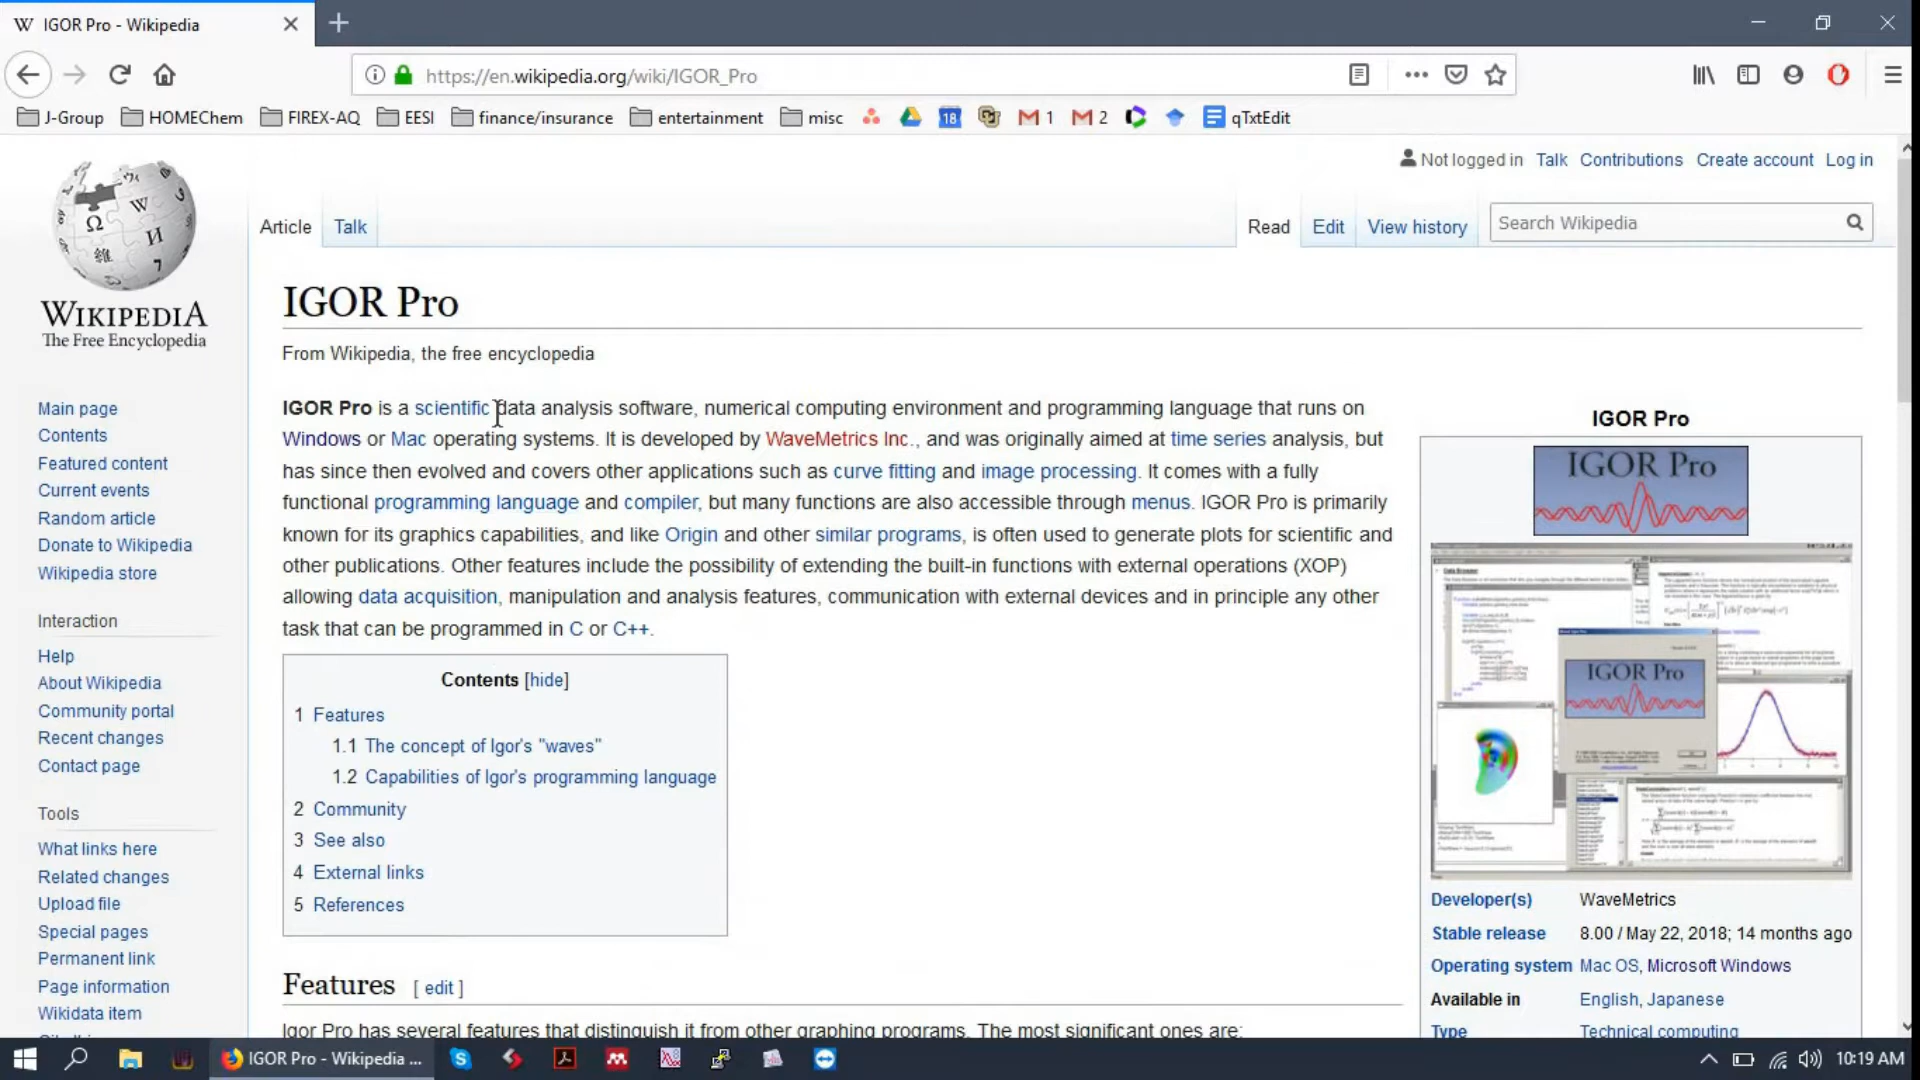 IGOR Pro - Wikipedia
https://en.wikipedia.org/wiki/IGOR_Pro
J-Group HOMEChem FIREX-AQ EESI finance/insurance entertainment misc 18 1 2 qTxtEdit
Not logged in Talk Contributions Create account Log in
Article Talk Read Edit View history Search Wikipedia
WIKIPEDIA
The Free Encyclopedia
Main page
Contents
Featured content
Current events
Random article
Donate to Wikipedia
Wikipedia store
Interaction
Help
About Wikipedia
Community portal
Recent changes
Contact page
Tools
What links here
Related changes
Upload file
Special pages
Permanent link
Page information
Wikidata item
IGOR Pro
From Wikipedia, the free encyclopedia
IGOR Pro is a scientific data analysis software, numerical computing environment and programming language that runs on
Windows or Mac operating systems. It is developed by WaveMetrics Inc., and was originally aimed at time series analysis, but
has since then evolved and covers other applications such as curve fitting and image processing. It comes with a fully
functional programming language and compiler, but many functions are also accessible through menus. IGOR Pro is primarily
known for its graphics capabilities, and like Origin and other similar programs, is often used to generate plots for scientific and
other publications. Other features include the possibility of extending the built-in functions with external operations (XOP)
allowing data acquisition, manipulation and analysis features, communication with external devices and in principle any other
task that can be programmed in C or C++.
Contents [hide]
1 Features
1.1 The concept of Igor's "waves"
1.2 Capabilities of Igor's programming language
2 Community
3 See also
4 External links
5 References
Features [ edit ]
Igor Pro has several features that distinguish it from other graphing programs. The most significant ones are:
IGOR Pro
IGOR Pro
IGOR Pro
Developer(s) WaveMetrics
Stable release 8.00 / May 22, 2018; 14 months ago
Operating system Mac OS, Microsoft Windows
Available in English, Japanese
Type Technical computing
IGOR Pro - Wikipedia ...
10:19 AM